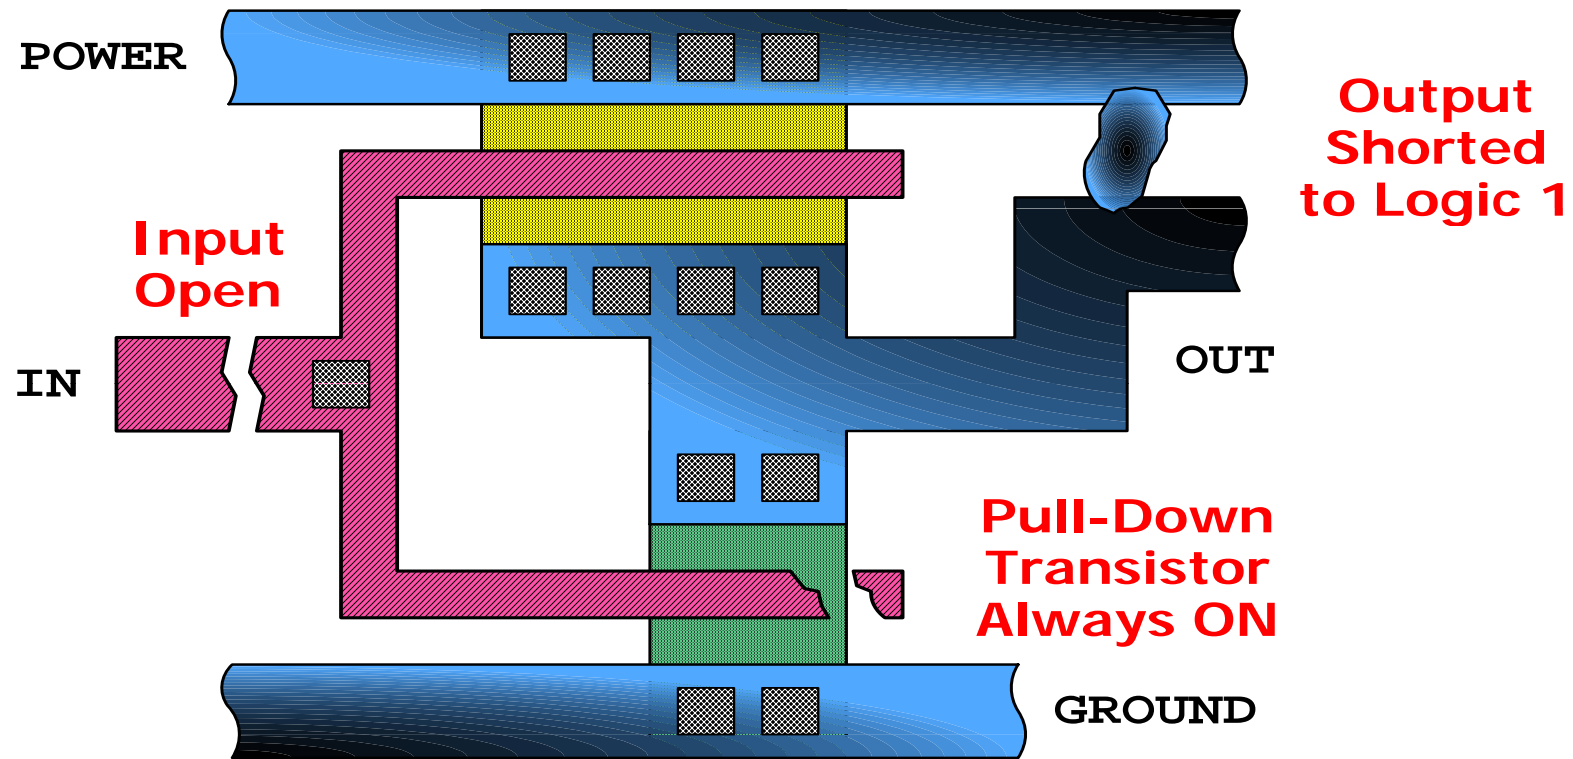 POWER
Output
Shorted
to Logic 1
Input
Open
IN
OUT
Pull-Down
Transistor
Always ON
GROUND